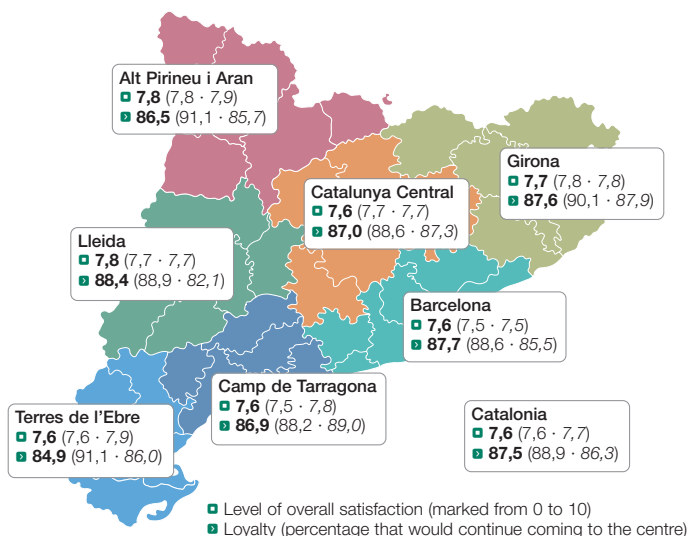 Alt Pirineu i Aran
7,8 (7,8 · 7,9)
86,5 (91,1 · 85,7)
Girona
7,7 (7,8 · 7,8)
87,6 (90,1 · 87,9)
Catalunya Central
7,6 (7,7 · 7,7)
87,0 (88,6 · 87,3)
Lleida
7,8 (7,7 · 7,7)
88,4 (88,9 · 82,1)
Barcelona
7,6 (7,5 · 7,5)
87,7 (88,6 · 85,5)
Camp de Tarragona
7,6 (7,5 · 7,8)
86,9 (88,2 · 89,0)
Terres de l'Ebre
7,6 (7,6 · 7,9)
84,9 (91,1 · 86,0)
Catalonia
7,6 (7,6 · 7,7)
87,5 (88,9 · 86,3)
Level of overall satisfaction (marked from 0 to 10)
Loyalty (percentage that would continue coming to the centre)